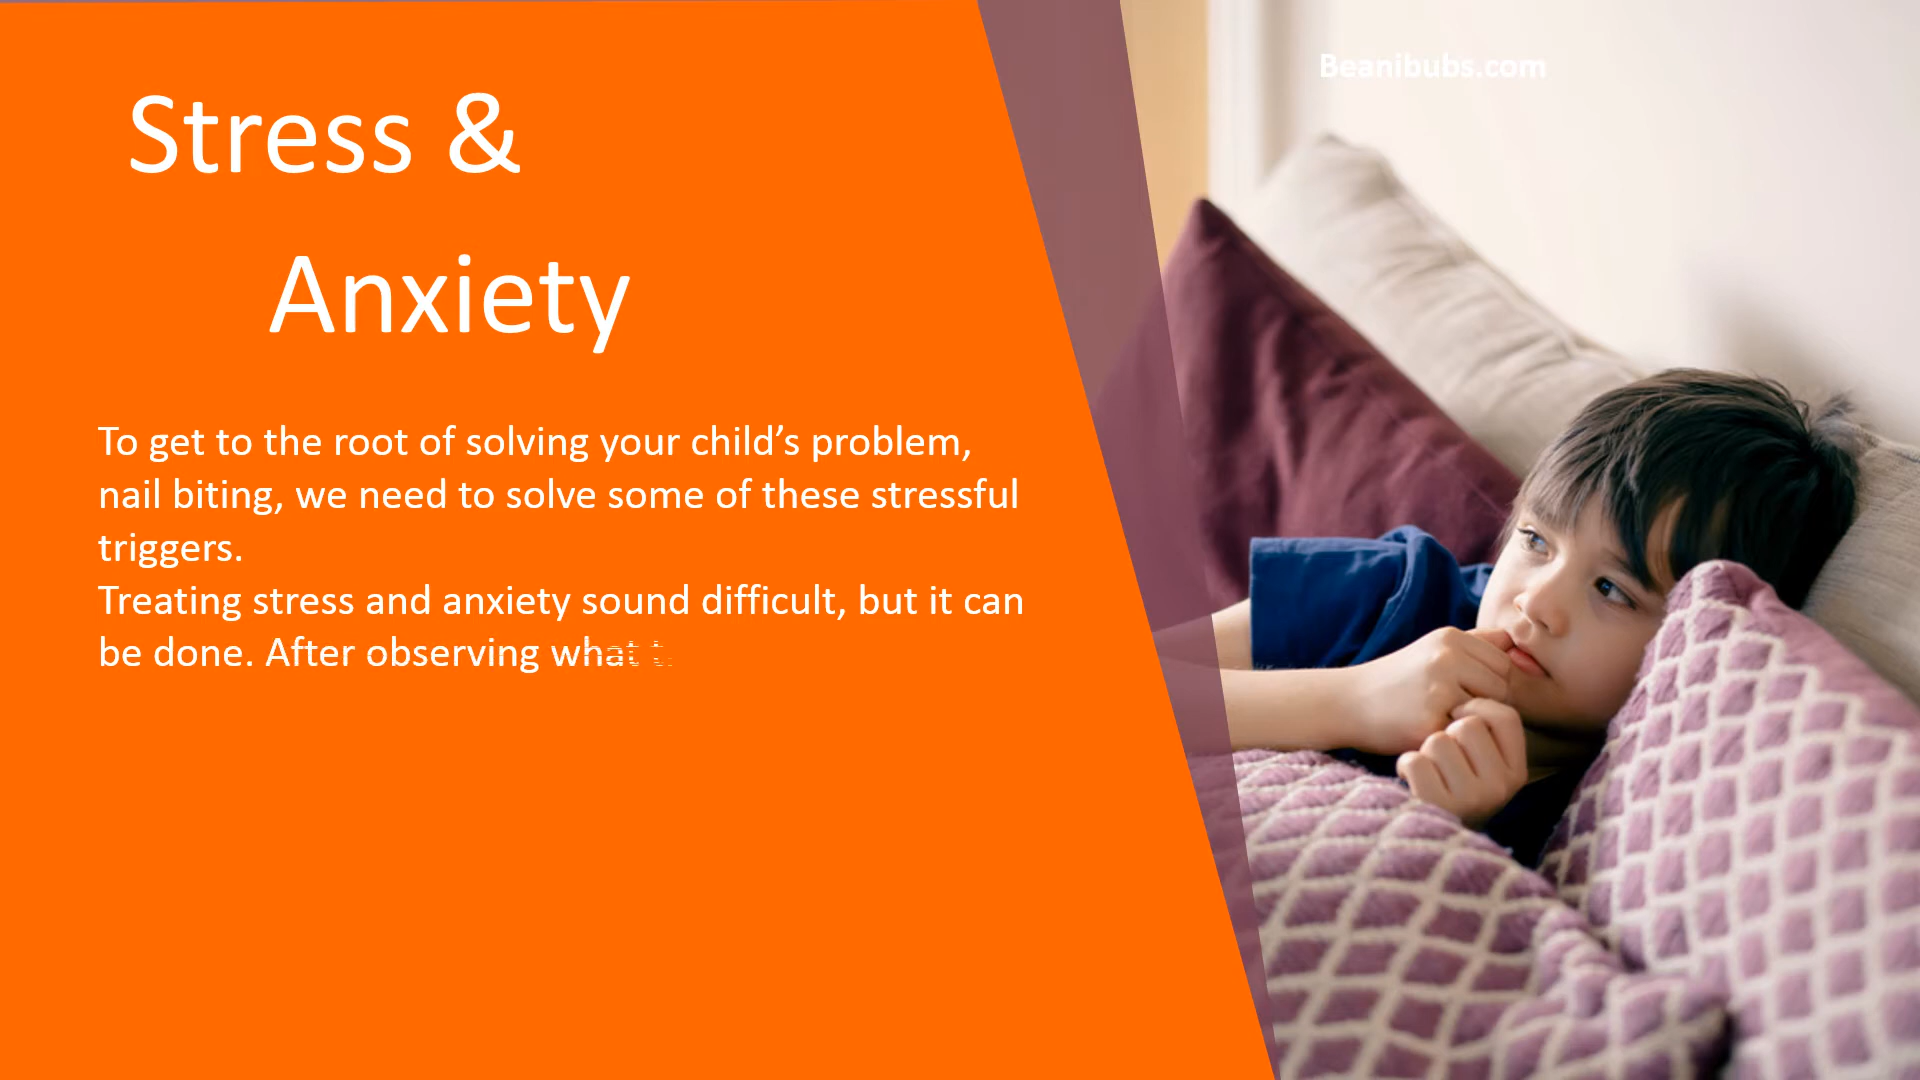 Beanibubs.com
Stress &
Anxiety
To get to the root of solving your child’s problem,
nail biting, we need to solve some of these stressful
triggers.
Treating stress and anxiety sound difficult, but it can
be done. After observing what